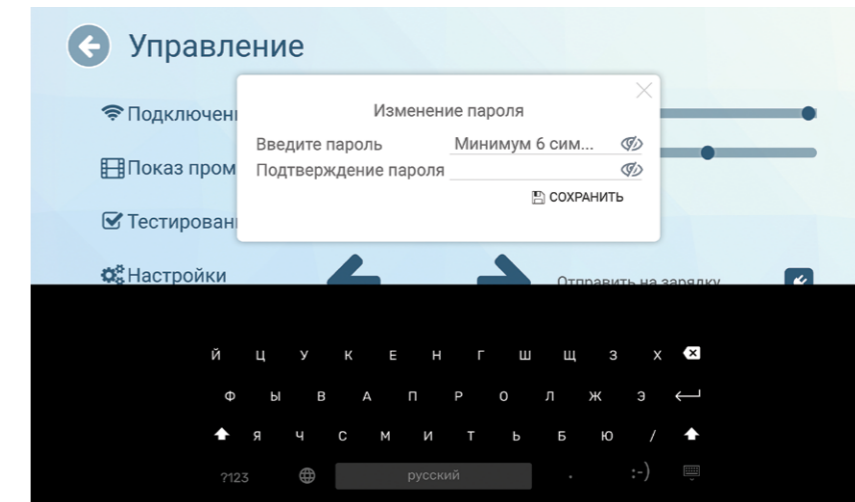 Управление
Изменение пароля
Введите пароль Минимум 6 сим...
Подтверждение пароля
СОХРАНИТЬ
Подключени
Показ пром
Тестировани
Настройки
Отправить на зарядку
й ц у к е н г ш щ з х
ф ы в а п р о л ж э
я ч с м и т ь б ю /
?123 русский . :-)